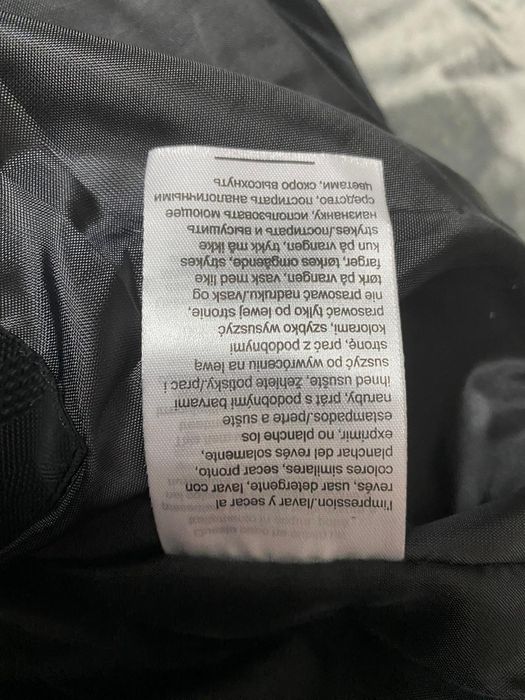 l'impression./lavar y secar al
revés, usar detergente, lavar con
colores similares, secar pronto,
planchar del revés solamente,
exprimir, no planche los
estampados/perte a sušte
naruby, prát s podobnými barvami
ihned usušte, žehlete potisky./prac i
suszyć po wywróceniu na lewą
stronę, prać z podobnymi
kolorami, szybko wysuszyć
prasować tylko po lewej stronie,
nie prasować nadruku./vask og
tørk på vrangen, vask med like
farger, tørkes omgående, strykes
kun på vrangen, trykk må ikke
strykes/постирать и высушить
наизнанку, использовать моющее
средство, постирать аналогичными
цветами, скоро высохнуть